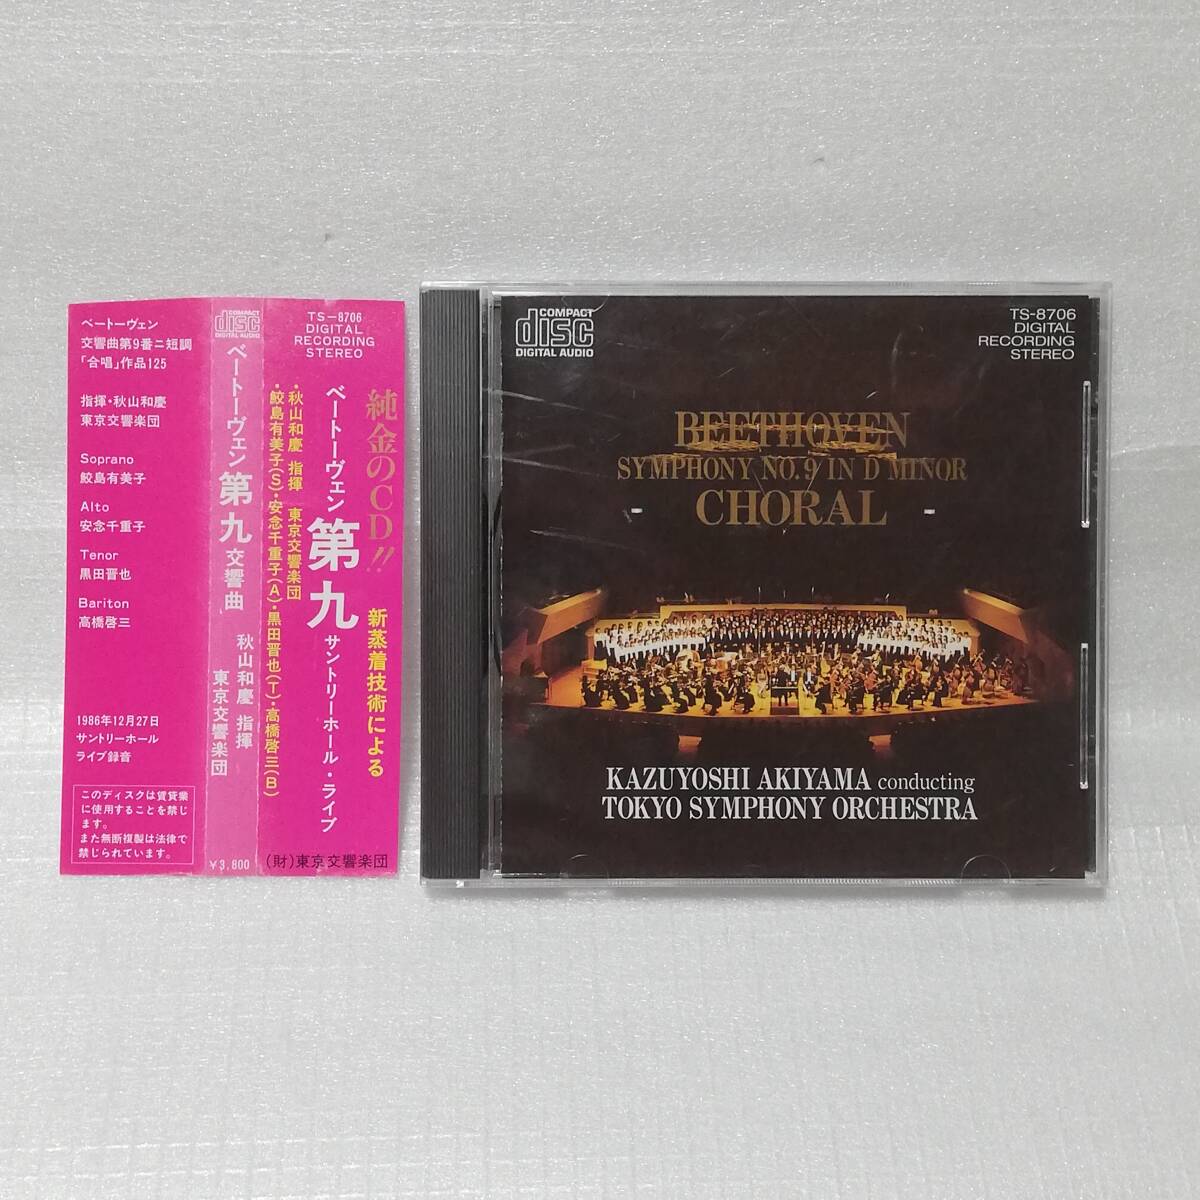 ベートーヴェン
交響曲第9番ニ短調
「合唱」作品125
指揮・秋山和慶
東京交響楽団
Soprano
鮫島有美子
Alto
安念千重子
Tenor
黒田晋也
Bariton
高橋啓三
1986年12月27日
サントリーホール
ライブ録音
このディスクは賃貸業
に使用することを禁じ
ます。
また無断複製は法律で
禁じられています。
COMPACT
disc
DIGITAL AUDIO
ベートーヴェン 第九 交響曲
秋山和慶 指揮
東京交響楽団
¥3,800
TS-8706
DIGITAL
RECORDING
STEREO
純金のCD!!
新蒸着技術による
ベートーヴェン 第九 サントリーホール・ライブ
・秋山和慶 指揮 東京交響楽団
・鮫島有美子(S)・安念千重子(A)・黒田晋也(T)・高橋啓三(B)
(財)東京交響楽団
COMPACT
disc
DIGITAL AUDIO
TS-8706
DIGITAL
RECORDING
STEREO
BEETHOVEN
SYMPHONY NO.9 IN D MINOR
- CHORAL -
KAZUYOSHI AKIYAMA conducting
TOKYO SYMPHONY ORCHESTRA